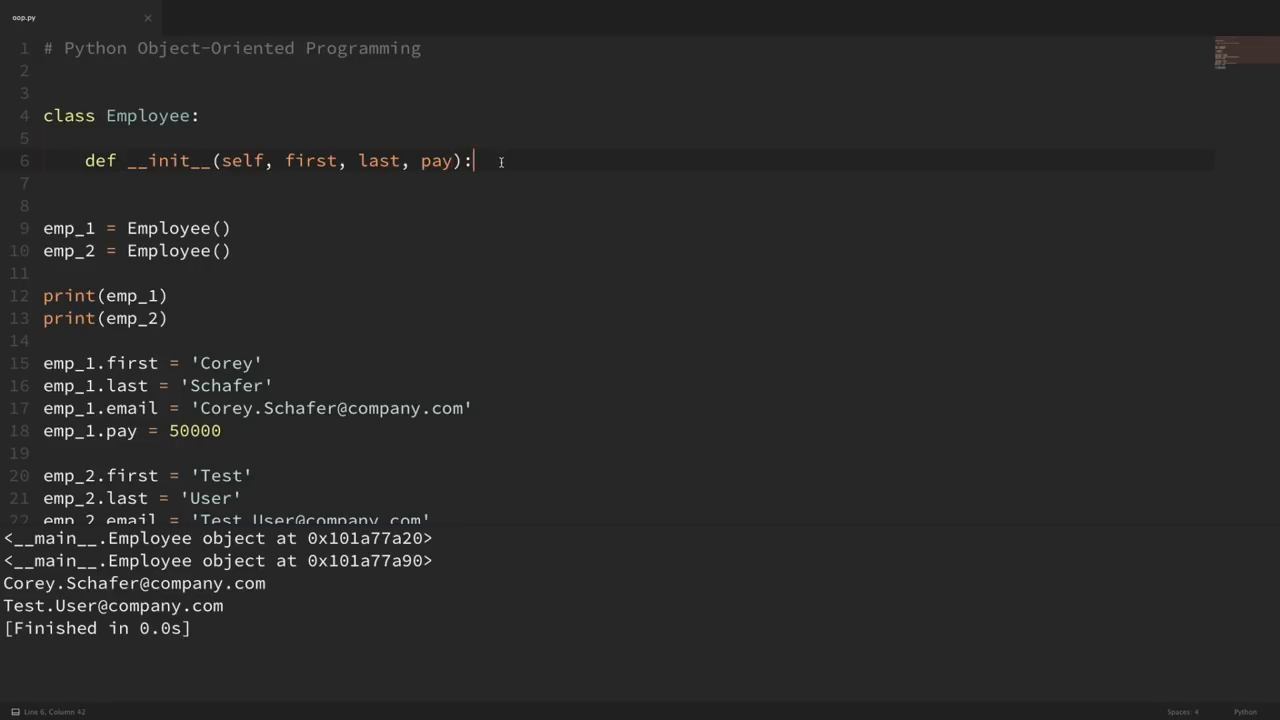 oop.py
1 # Python Object-Oriented Programming
2
3
4 class Employee:
5
6     def __init__(self, first, last, pay):
7
8
9 emp_1 = Employee()
10 emp_2 = Employee()
11
12 print(emp_1)
13 print(emp_2)
14
15 emp_1.first = 'Corey'
16 emp_1.last = 'Schafer'
17 emp_1.email = 'Corey.Schafer@company.com'
18 emp_1.pay = 50000
19
20 emp_2.first = 'Test'
21 emp_2.last = 'User'
22 emp_2.email = 'Test.User@company.com'
<__main__.Employee object at 0x101a77a20>
<__main__.Employee object at 0x101a77a90>
Corey.Schafer@company.com
Test.User@company.com
[Finished in 0.0s]
Line 6, Column 42
Spaces: 4
Python